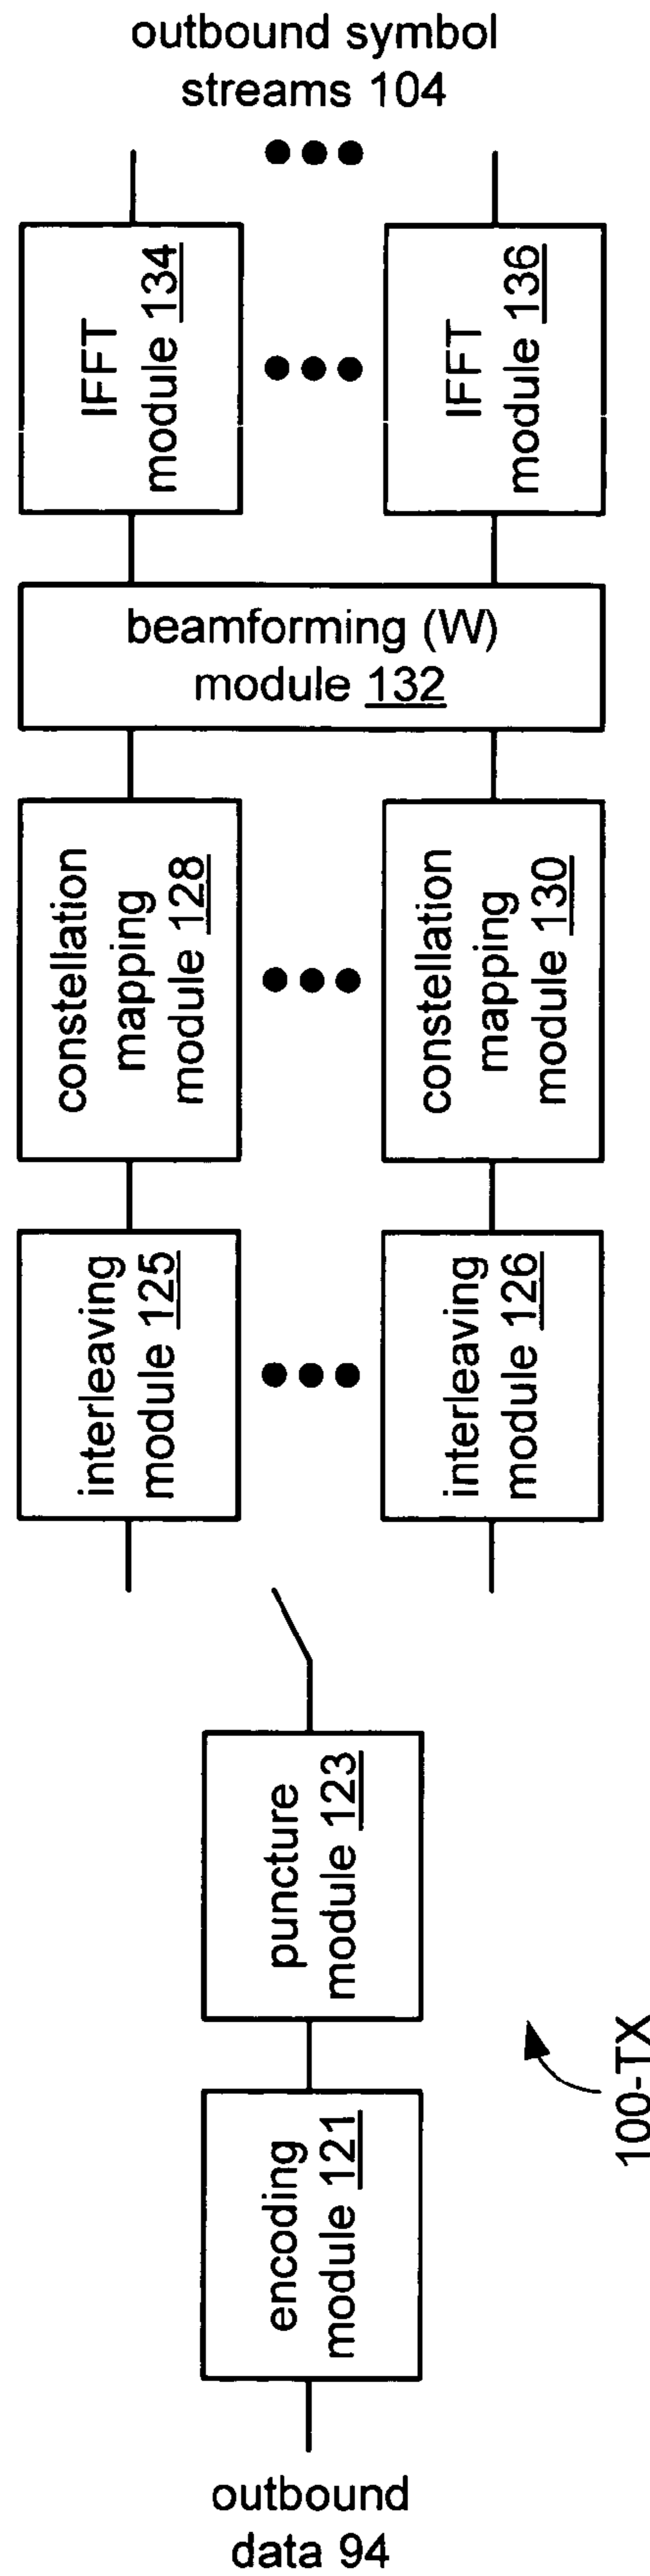 outbound symbol
streams 104
IFFT
module 134
IFFT
module 136
beamforming (W)
module 132
constellation
mapping
module 128
constellation
mapping
module 130
interleaving
module 125
interleaving
module 126
puncture
module 123
encoding
module 121
100-TX
outbound
data 94